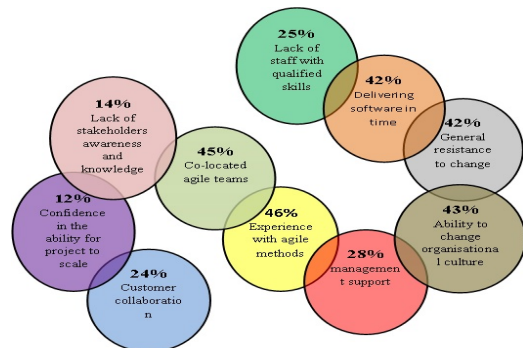 25%
Lack of
staff with
qualified
skills
42%
Delivering
software in
time
14%
Lack of
stakeholders
awareness
and
knowledge
42%
General
resistance
to change
45%
Co-located
agile teams
12%
Confidence
in the
ability for
project to
scale
46%
Experience
with agile
methods
43%
Ability to
change
organisationa
l culture
28%
managemen
t support
24%
Customer
collaboratio
n